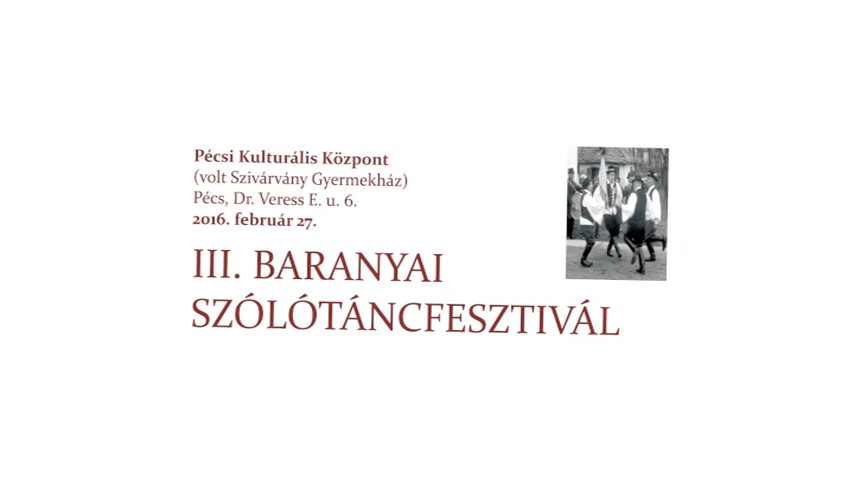 Pécsi Kulturális Központ
(volt Szivárvány Gyermekház)
Pécs, Dr. Veress E. u. 6.
2016. február 27.
III. BARANYAI
SZÓLÓTÁNCFESZTIVÁL